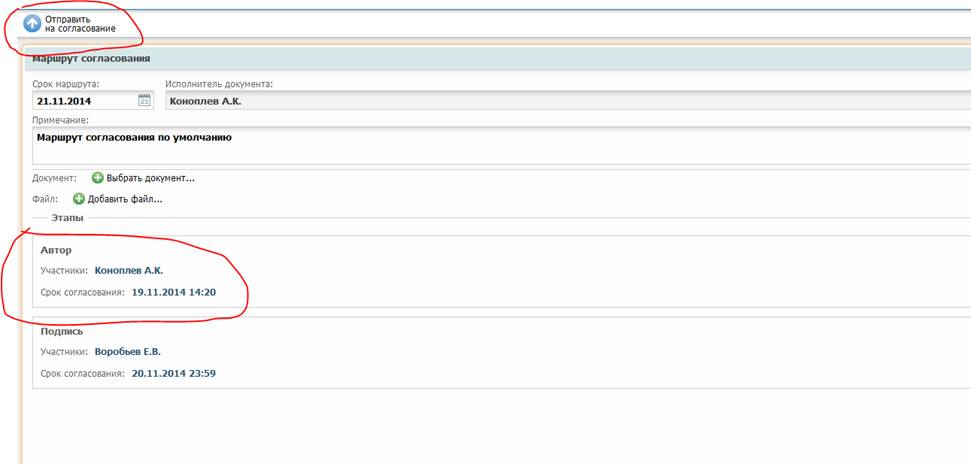 Отправить
на согласование
Маршрут согласования
Срок маршрута: Исполнитель документа:
21.11.2014 21 Коноплев А.К.
Примечание:
Маршрут согласования по умолчанию
Документ: Выбрать документ...
Файл: Добавить файл...
Этапы
Автор
Участники: Коноплев А.К.
Срок согласования: 19.11.2014 14:20
Подпись
Участники: Воробьев Е.В.
Срок согласования: 20.11.2014 23:59